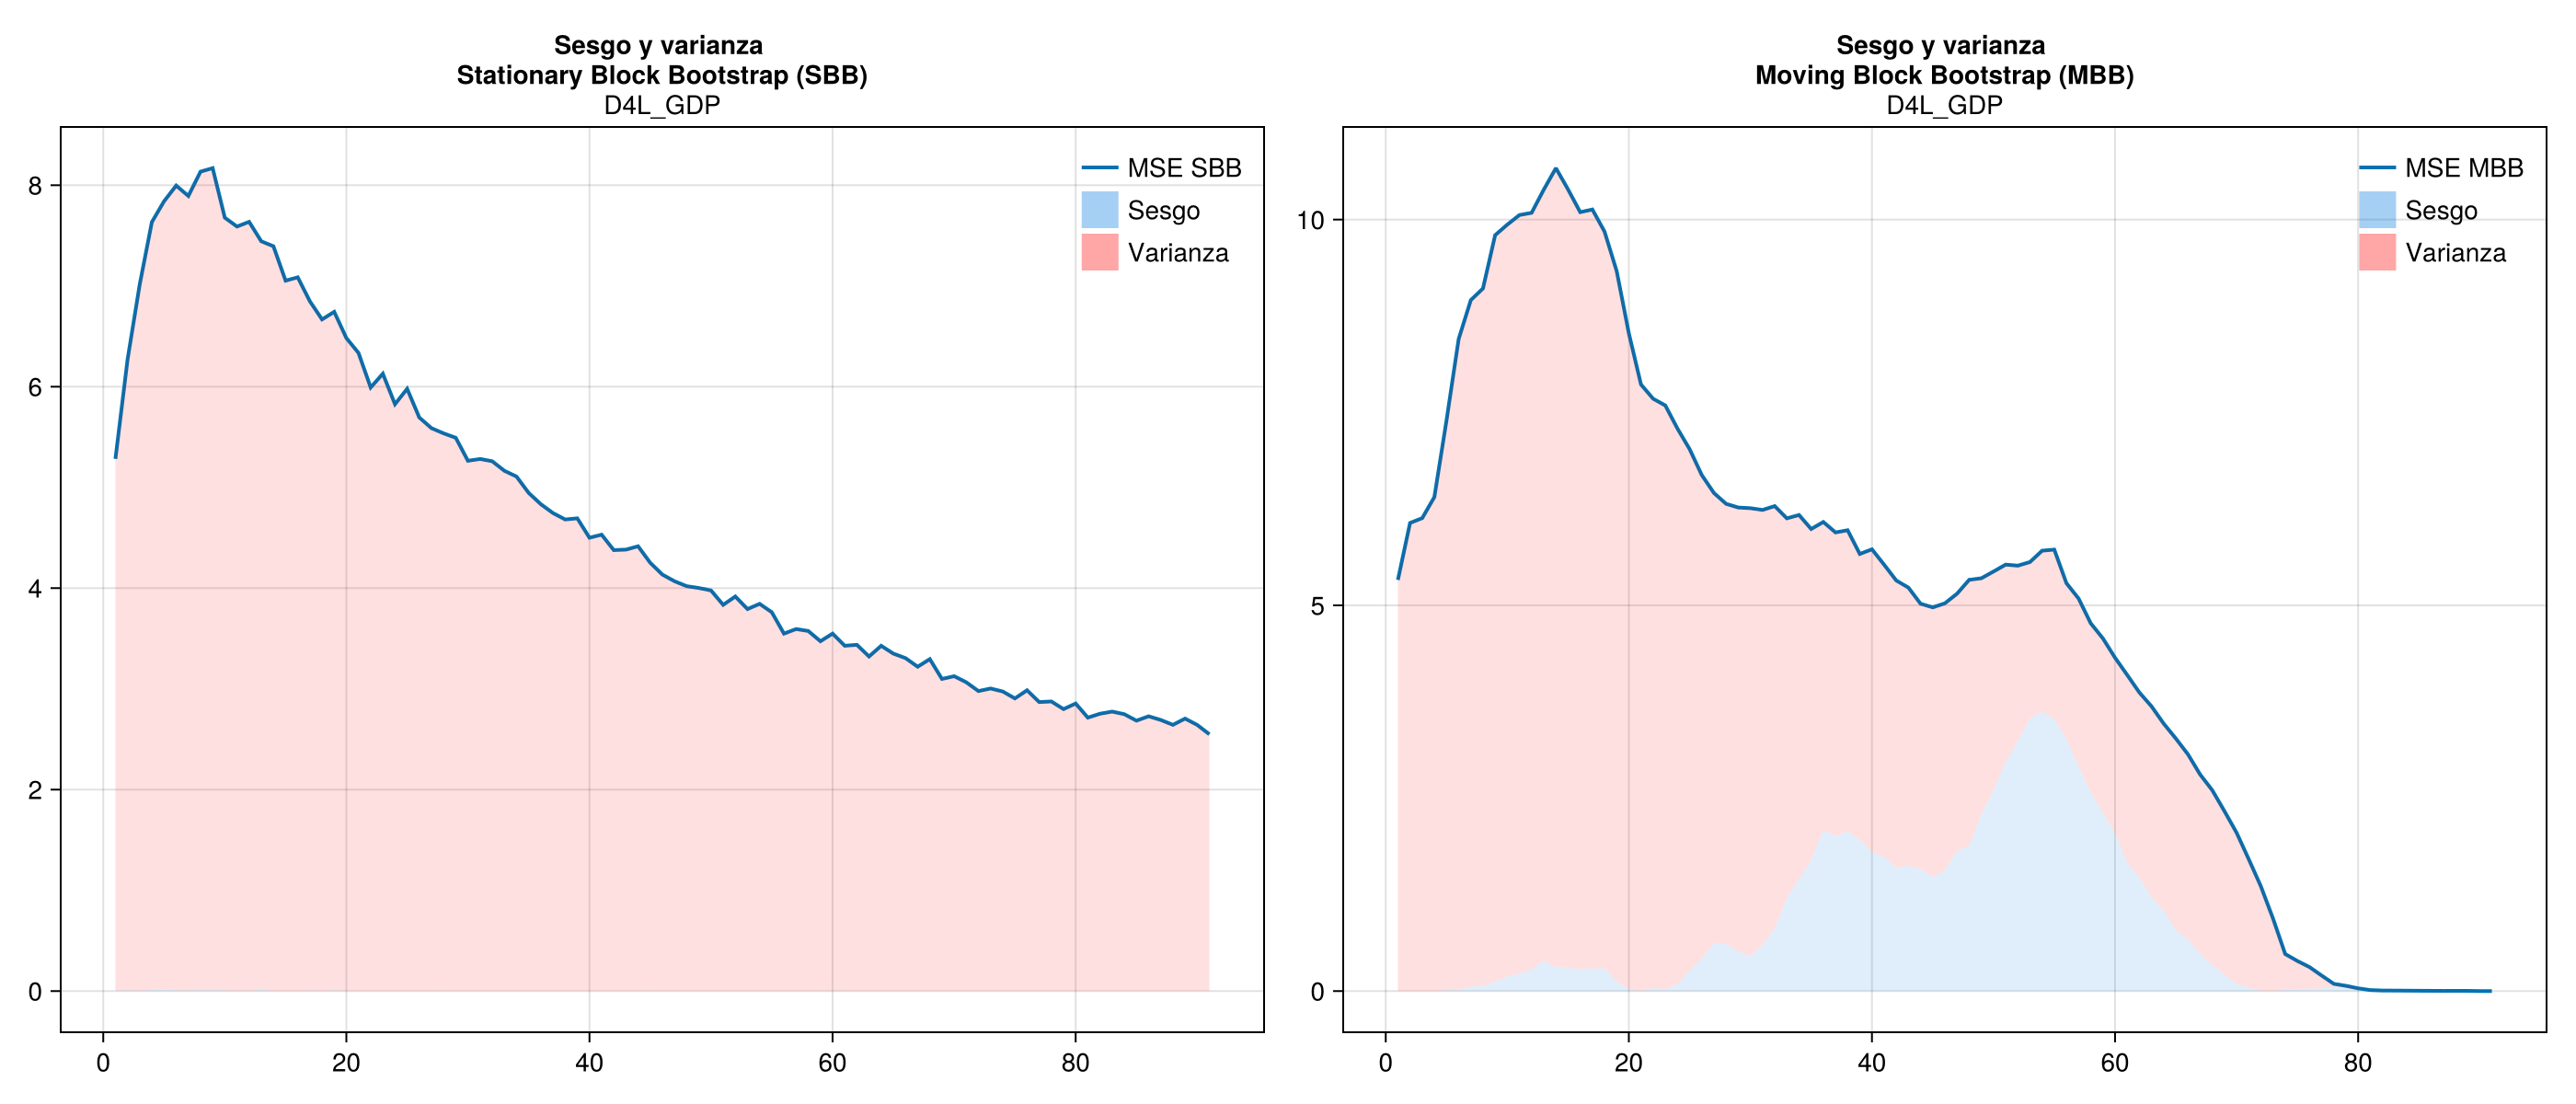 Sesgo y varianza
Stationary Block Bootstrap (SBB)
D4L_GDP
8
6
4
2
0
0 20 40 60 80
MSE SBB
Sesgo
Varianza
Sesgo y varianza
Moving Block Bootstrap (MBB)
D4L_GDP
10
5
0
0 20 40 60 80
MSE MBB
Sesgo
Varianza